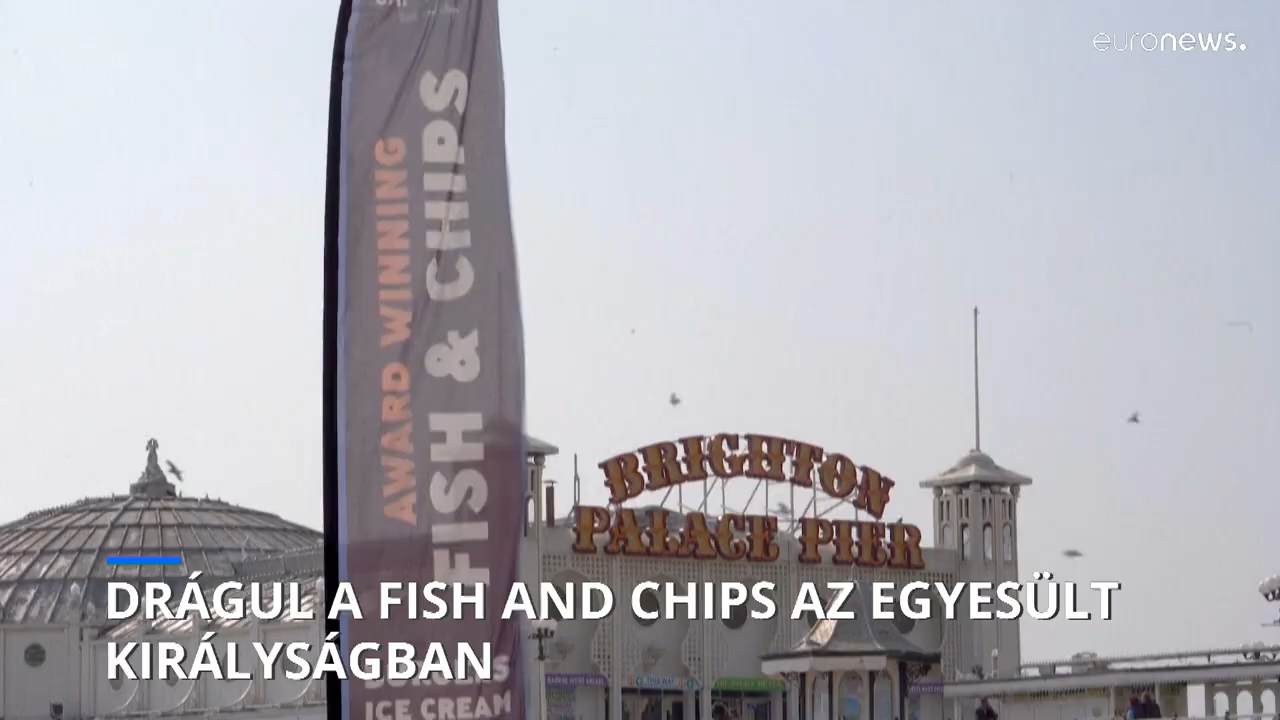 euronews.
AWARD WINNING
FISH & CHIPS
BRIGHTON
PALACE PIER
DRÁGUL A FISH AND CHIPS AZ EGYESÜLT
KIRÁLYSÁGBAN
ICE CREAM